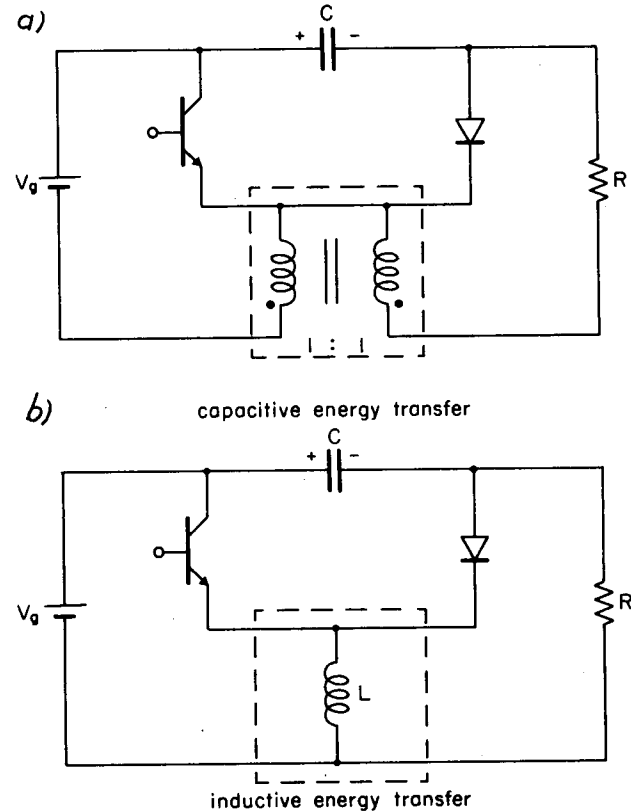 a)
C
+ -
Vg
R
1 : 1
b)
capacitive energy transfer
C
+ -
Vg
R
L
inductive energy transfer